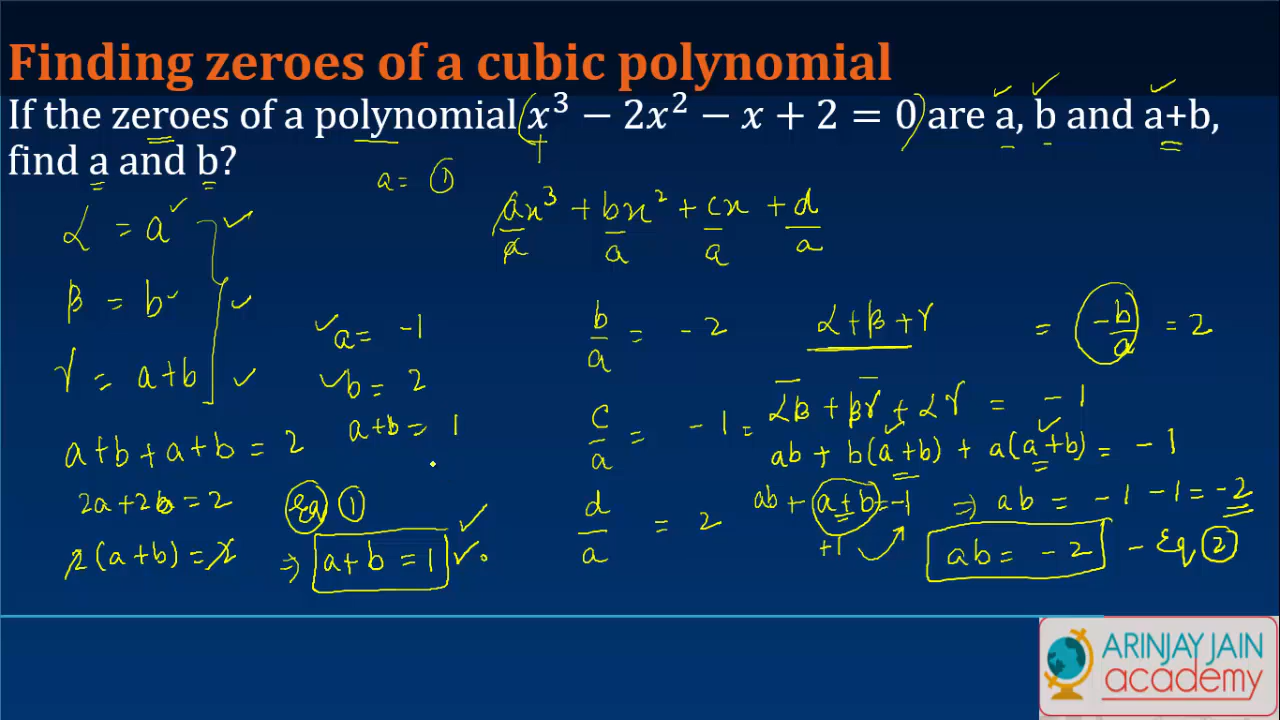 Finding zeroes of a cubic polynomial
If the zeroes of a polynomial (x³ − 2x² − x + 2 = 0) are a, b and a+b,
find a and b?
a = ①
ax³/a + bx²/a + cx/a + d/a
α = a
β = b
γ = a+b
a = -1
b = 2
a+b = 1
b/a = -2
α+β+γ = -b/a = 2
c/a = -1 = αβ + βγ + αγ = -1
ab + b(a+b) + a(a+b) = -1
a+b+a+b = 2
2a+2b = 2
2(a+b) = 2
Eq ①
⇒ a+b = 1
d/a = 2
ab + a+b = -1 ⇒ ab = -1 -1 = -2
+1
ab = -2 - Eq ②
ARINJAY JAIN
academy